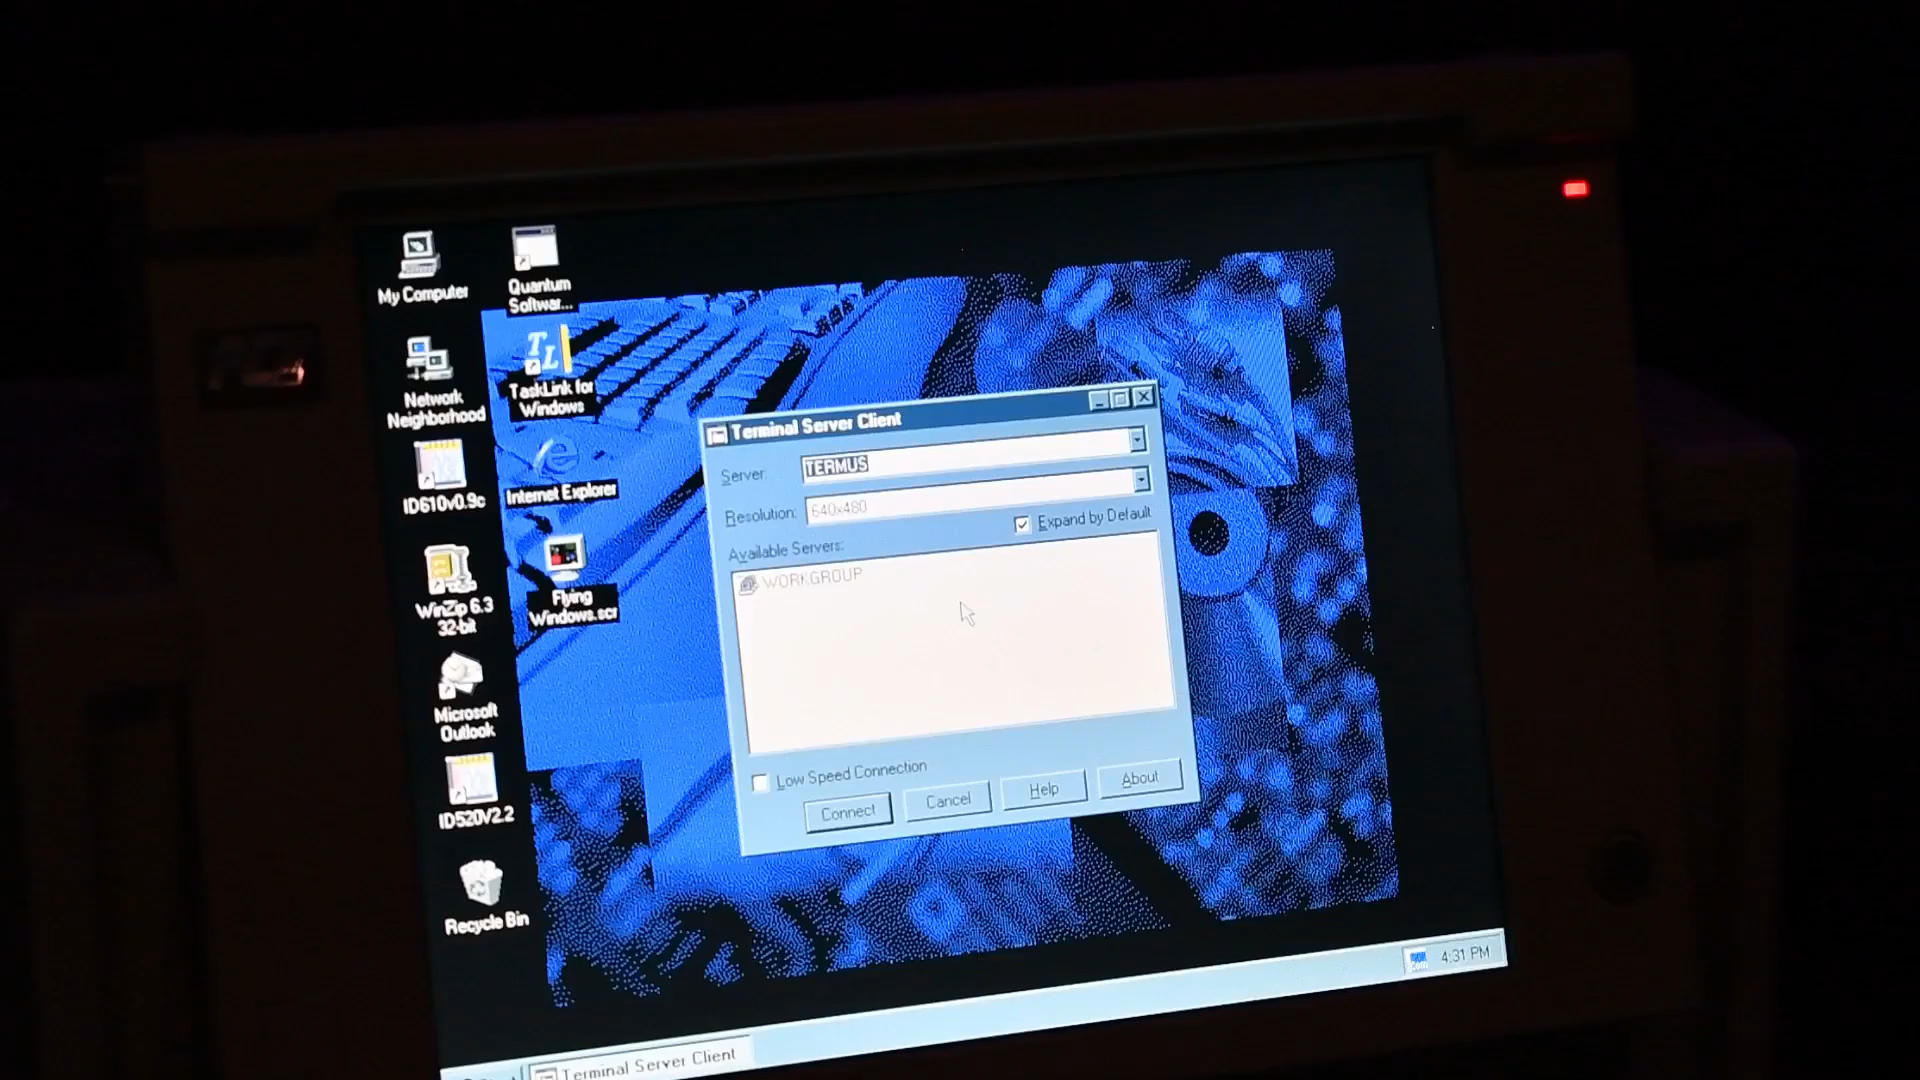 My Computer
Quantum
Softwar...
Network
Neighborhood
TaskLink for
Windows
ID610v0.9c
Internet Explorer
WinZip 6.3
32-bit
Flying
Windows.scr
Microsoft
Outlook
ID520V2.2
Recycle Bin
Terminal Server Client
Server:
TERMUS
Resolution:
640x480
Expand by Default
Available Servers:
WORKGROUP
Low Speed Connection
Connect
Cancel
Help
About
Terminal Server Client
4:31 PM